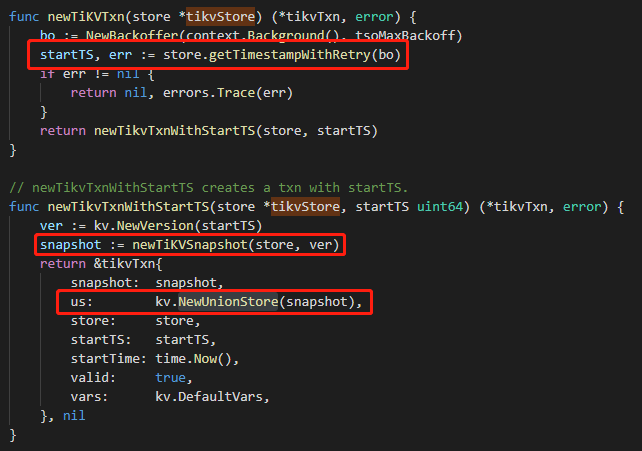 func newTiKVTxn(store *tikvStore) (*tikvTxn, error) {
    bo := NewBackoffer(context.Background(), tsoMaxBackoff)
    startTS, err := store.getTimestampWithRetry(bo)
    if err != nil {
        return nil, errors.Trace(err)
    }
    return newTikvTxnWithStartTS(store, startTS)
}
// newTikvTxnWithStartTS creates a txn with startTS.
func newTikvTxnWithStartTS(store *tikvStore, startTS uint64) (*tikvTxn, error) {
    ver := kv.NewVersion(startTS)
    snapshot := newTiKVSnapshot(store, ver)
    return &tikvTxn{
        snapshot:  snapshot,
        us:        kv.NewUnionStore(snapshot),
        store:     store,
        startTS:   startTS,
        startTime: time.Now(),
        valid:     true,
        vars:      kv.DefaultVars,
    }, nil
}